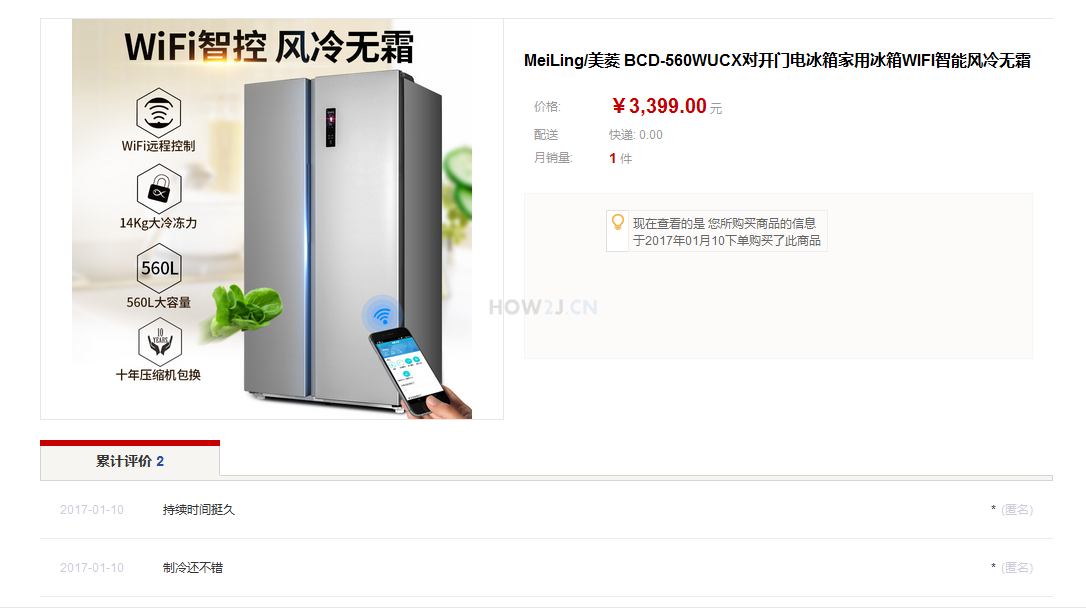 WiFi智控 风冷无霜
WiFi远程控制
14Kg大冷冻力
560L
560L大容量
10
YEARS
十年压缩机包换
MeiLing/美菱 BCD-560WUCX对开门电冰箱家用冰箱WIFI智能风冷无霜
价格: ¥3,399.00 元
配送 快递: 0.00
月销量: 1 件
现在查看的是 您所购买商品的信息
于2017年01月10下单购买了此商品
HOW2J.CN
累计评价 2
2017-01-10 持续时间挺久 * (匿名)
2017-01-10 制冷还不错 * (匿名)